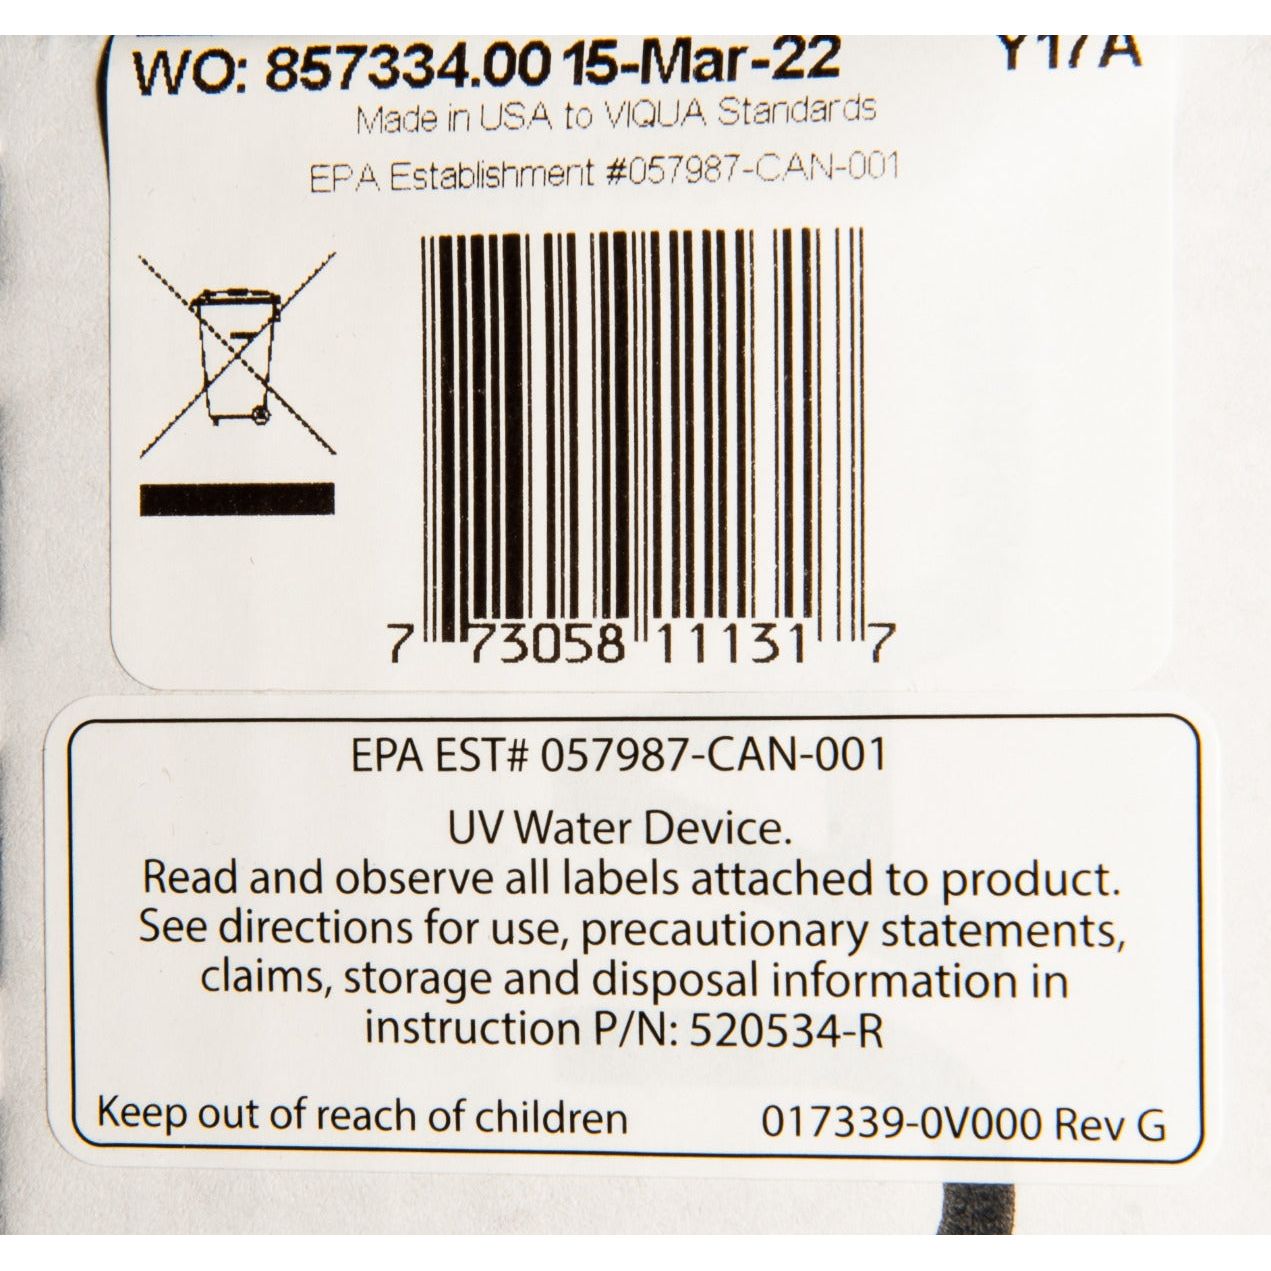 WO: 857334.00 15-Mar-22 Y17A
Made in USA to VIQUA Standards
EPA Establishment #057987-CAN-001
7 73058 11131 7
EPA EST# 057987-CAN-001
UV Water Device.
Read and observe all labels attached to product.
See directions for use, precautionary statements,
claims, storage and disposal information in
instruction P/N: 520534-R
Keep out of reach of children 017339-0V000 Rev G